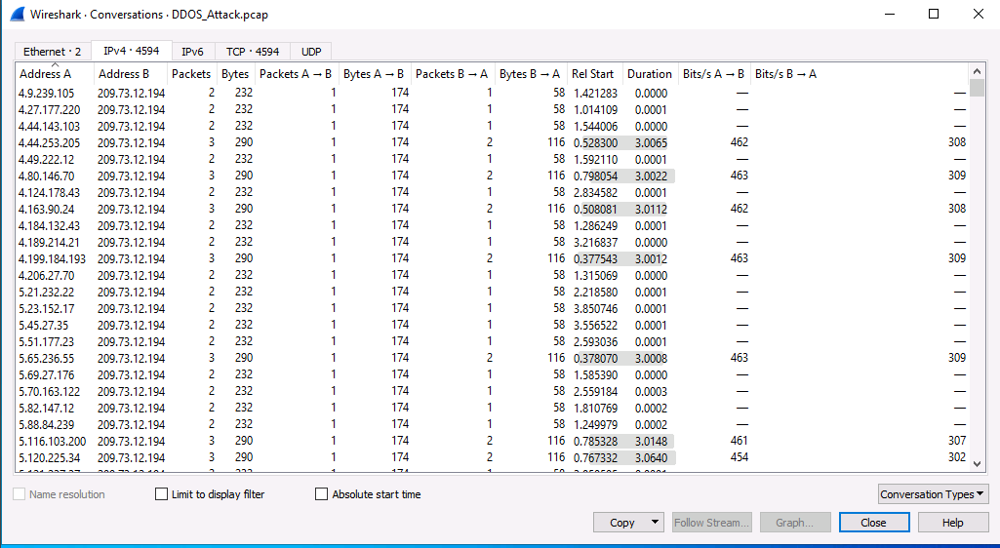 Wireshark · Conversations · DDOS_Attack.pcap
Ethernet · 2 IPv4 · 4594 IPv6 TCP · 4594 UDP
Address A Address B Packets Bytes Packets A → B Bytes A → B Packets B → A Bytes B → A Rel Start Duration Bits/s A → B Bits/s B → A
4.9.239.105 209.73.12.194 2 232 1 174 1 58 1.421283 0.0000 — —
4.27.177.220 209.73.12.194 2 232 1 174 1 58 1.014109 0.0001 — —
4.44.143.103 209.73.12.194 2 232 1 174 1 58 1.544006 0.0000 — —
4.44.253.205 209.73.12.194 3 290 1 174 2 116 0.528300 3.0065 462 308
4.49.222.12 209.73.12.194 2 232 1 174 1 58 1.592110 0.0001 — —
4.80.146.70 209.73.12.194 3 290 1 174 2 116 0.798054 3.0022 463 309
4.124.178.43 209.73.12.194 2 232 1 174 1 58 2.834582 0.0001 — —
4.163.90.24 209.73.12.194 3 290 1 174 2 116 0.508081 3.0112 462 308
4.184.132.43 209.73.12.194 2 232 1 174 1 58 1.286249 0.0001 — —
4.189.214.21 209.73.12.194 2 232 1 174 1 58 3.216837 0.0000 — —
4.199.184.193 209.73.12.194 3 290 1 174 2 116 0.377543 3.0012 463 309
4.206.27.70 209.73.12.194 2 232 1 174 1 58 1.315069 0.0000 — —
5.21.232.22 209.73.12.194 2 232 1 174 1 58 2.218580 0.0001 — —
5.23.152.17 209.73.12.194 2 232 1 174 1 58 3.850746 0.0001 — —
5.45.27.35 209.73.12.194 2 232 1 174 1 58 3.556522 0.0001 — —
5.51.177.23 209.73.12.194 2 232 1 174 1 58 2.593036 0.0001 — —
5.65.236.55 209.73.12.194 3 290 1 174 2 116 0.378070 3.0008 463 309
5.69.27.176 209.73.12.194 2 232 1 174 1 58 1.585390 0.0000 — —
5.70.163.122 209.73.12.194 2 232 1 174 1 58 2.559184 0.0003 — —
5.82.147.12 209.73.12.194 2 232 1 174 1 58 1.810769 0.0002 — —
5.88.84.239 209.73.12.194 2 232 1 174 1 58 1.249979 0.0002 — —
5.116.103.200 209.73.12.194 3 290 1 174 2 116 0.785328 3.0148 461 307
5.120.225.34 209.73.12.194 3 290 1 174 2 116 0.767332 3.0640 454 302
Name resolution Limit to display filter Absolute start time Conversation Types
Copy Follow Stream... Graph... Close Help